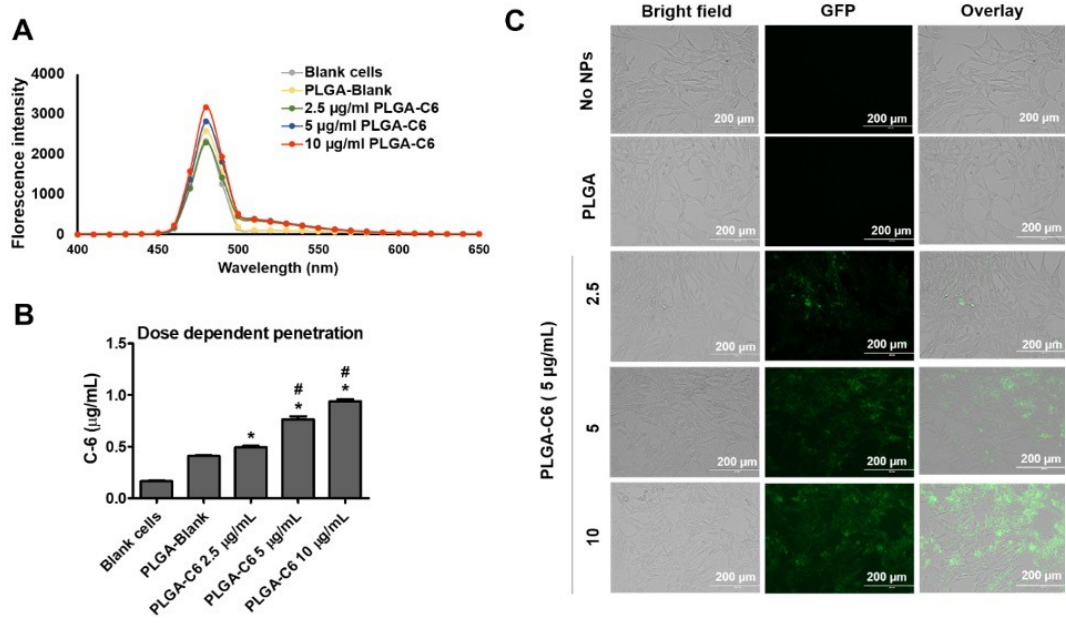 A
Florescence intensity
4000
3000
2000
1000
0
400
450
500
550
600
650
Wavelength (nm)
Blank cells
PLGA-Blank
2.5 µg/ml PLGA-C6
5 µg/ml PLGA-C6
10 µg/ml PLGA-C6
B
Dose dependent penetration
C-6 (µg/mL)
1.5
1.0
0.5
0.0
*
#
*
#
*
Blank cells
PLGA-Blank
PLGA-C6 2.5 µg/mL
PLGA-C6 5 µg/mL
PLGA-C6 10 µg/mL
C
Bright field
GFP
Overlay
No NPs
200 µm
200 µm
200 µm
PLGA
200 µm
200 µm
200 µm
PLGA-C6 ( 5 µg/mL)
2.5
200 µm
200 µm
200 µm
5
200 µm
200 µm
200 µm
10
200 µm
200 µm
200 µm